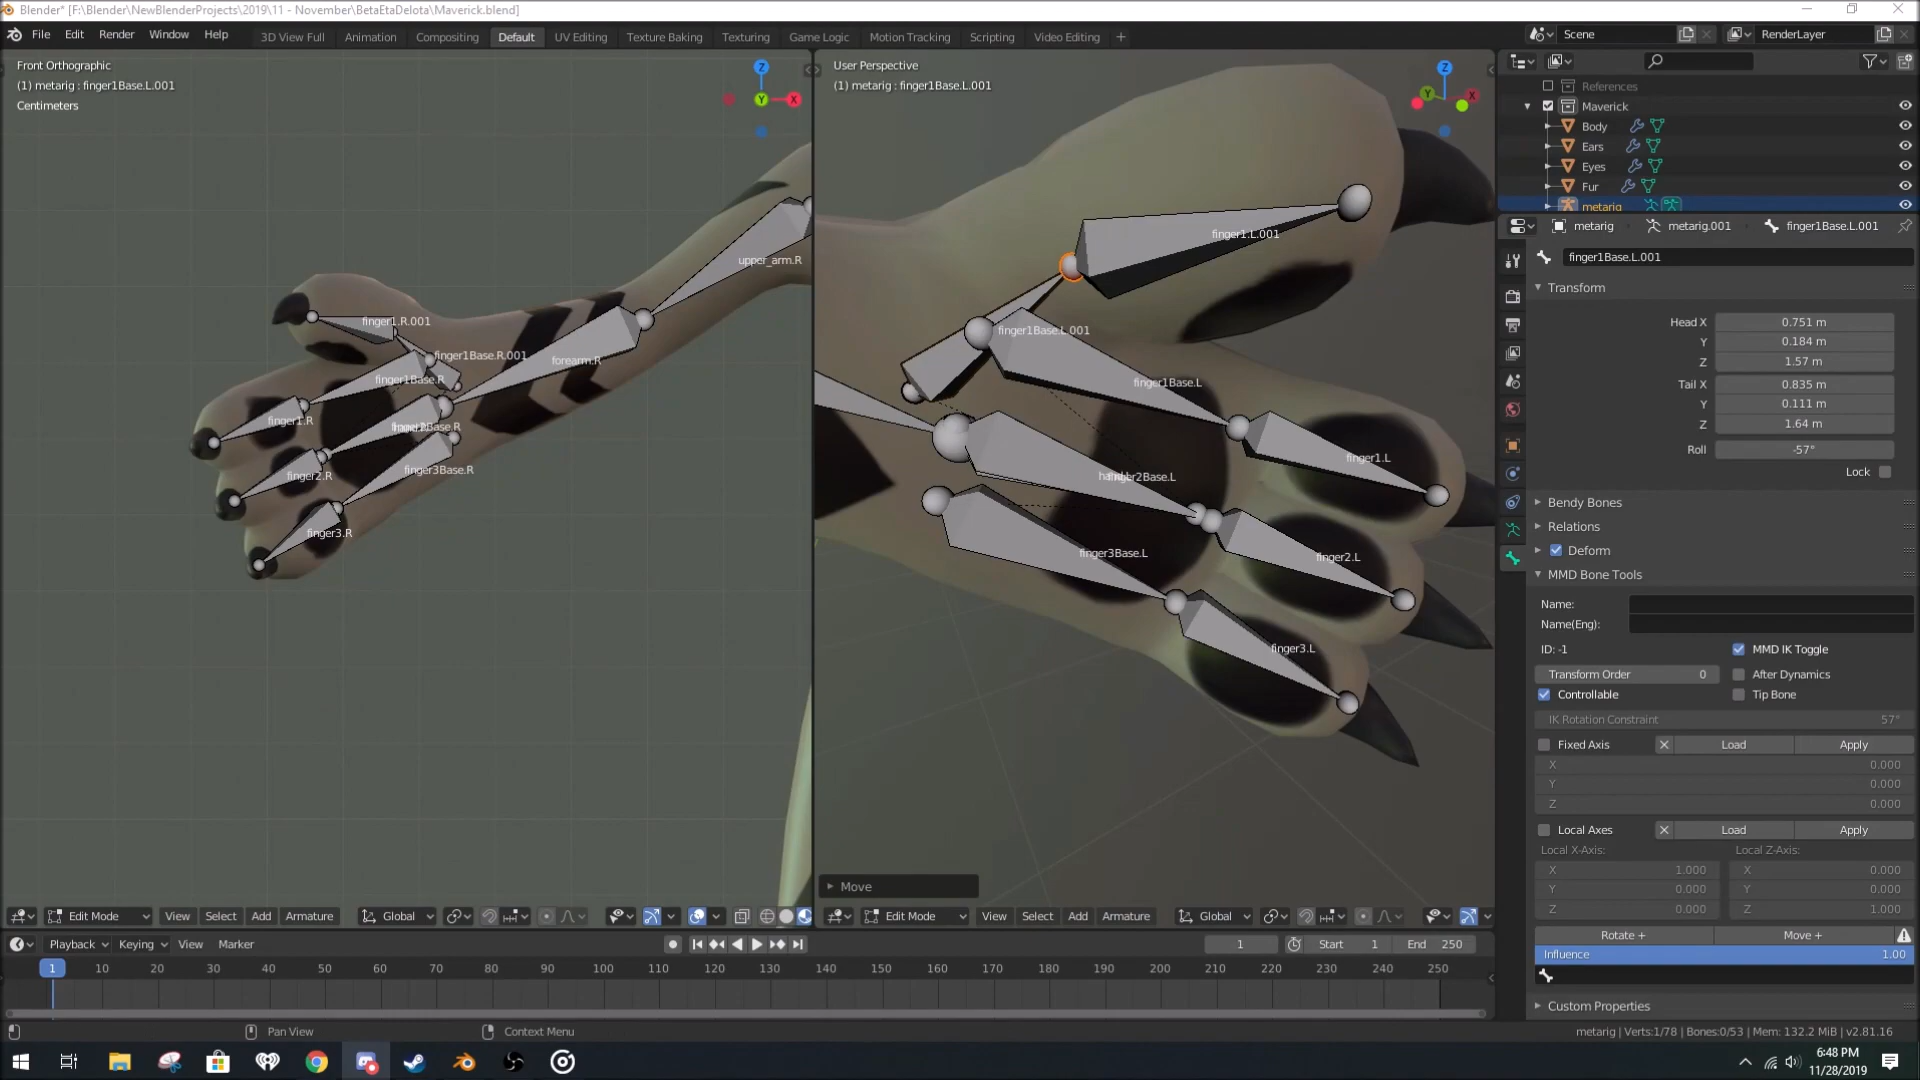 Blender* [F:\Blender\NewBlenderProjects\2019\11 - November\BetaEtaDelota\Maverick.blend]
File Edit Render Window Help
3D View Full Animation Compositing Default UV Editing Texture Baking Texturing Game Logic Motion Tracking Scripting Video Editing +
Scene RenderLayer
Front Orthographic
(1) metarig : finger1Base.L.001
Centimeters
Z
Y
X
User Perspective
(1) metarig : finger1Base.L.001
Z
Y
X
upper_arm.R
finger1.R.001
finger1Base.R.001
forearm.R
finger1Base.R
finger1.R
finger3Base.R
finger2.R
finger3.R
finger1.L.001
finger1Base.L.001
finger1Base.L
finger1.L
finger2Base.L
finger3Base.L
finger2.L
finger3.L
References
Maverick
Body
Ears
Eyes
Fur
metarig
metarig metarig.001 finger1Base.L.001
finger1Base.L.001
Transform
Head X 0.751 m
Y 0.184 m
Z 1.57 m
Tail X 0.835 m
Y 0.111 m
Z 1.64 m
Roll -57°
Lock
Bendy Bones
Relations
Deform
MMD Bone Tools
Name:
Name(Eng):
ID: -1 MMD IK Toggle
Transform Order 0 After Dynamics
Controllable Tip Bone
IK Rotation Constraint 57°
Fixed Axis Load Apply
X 0.000
Y 0.000
Z 0.000
Local Axes Load Apply
Local X-Axis: Local Z-Axis:
X 1.000 X 0.000
Y 0.000 Y 0.000
Z 0.000 Z 1.000
Rotate + Move +
Influence 1.00
Custom Properties
Move
Edit Mode View Select Add Armature Global
Edit Mode View Select Add Armature Global
Playback Keying View Marker
1 Start 1 End 250
1 10 20 30 40 50 60 70 80 90 100 110 120 130 140 150 160 170 180 190 200 210 220 230 240 250
Pan View Context Menu
metarig | Verts:1/78 | Bones:0/53 | Mem: 132.2 MiB | v2.81.16
6:48 PM
11/28/2019